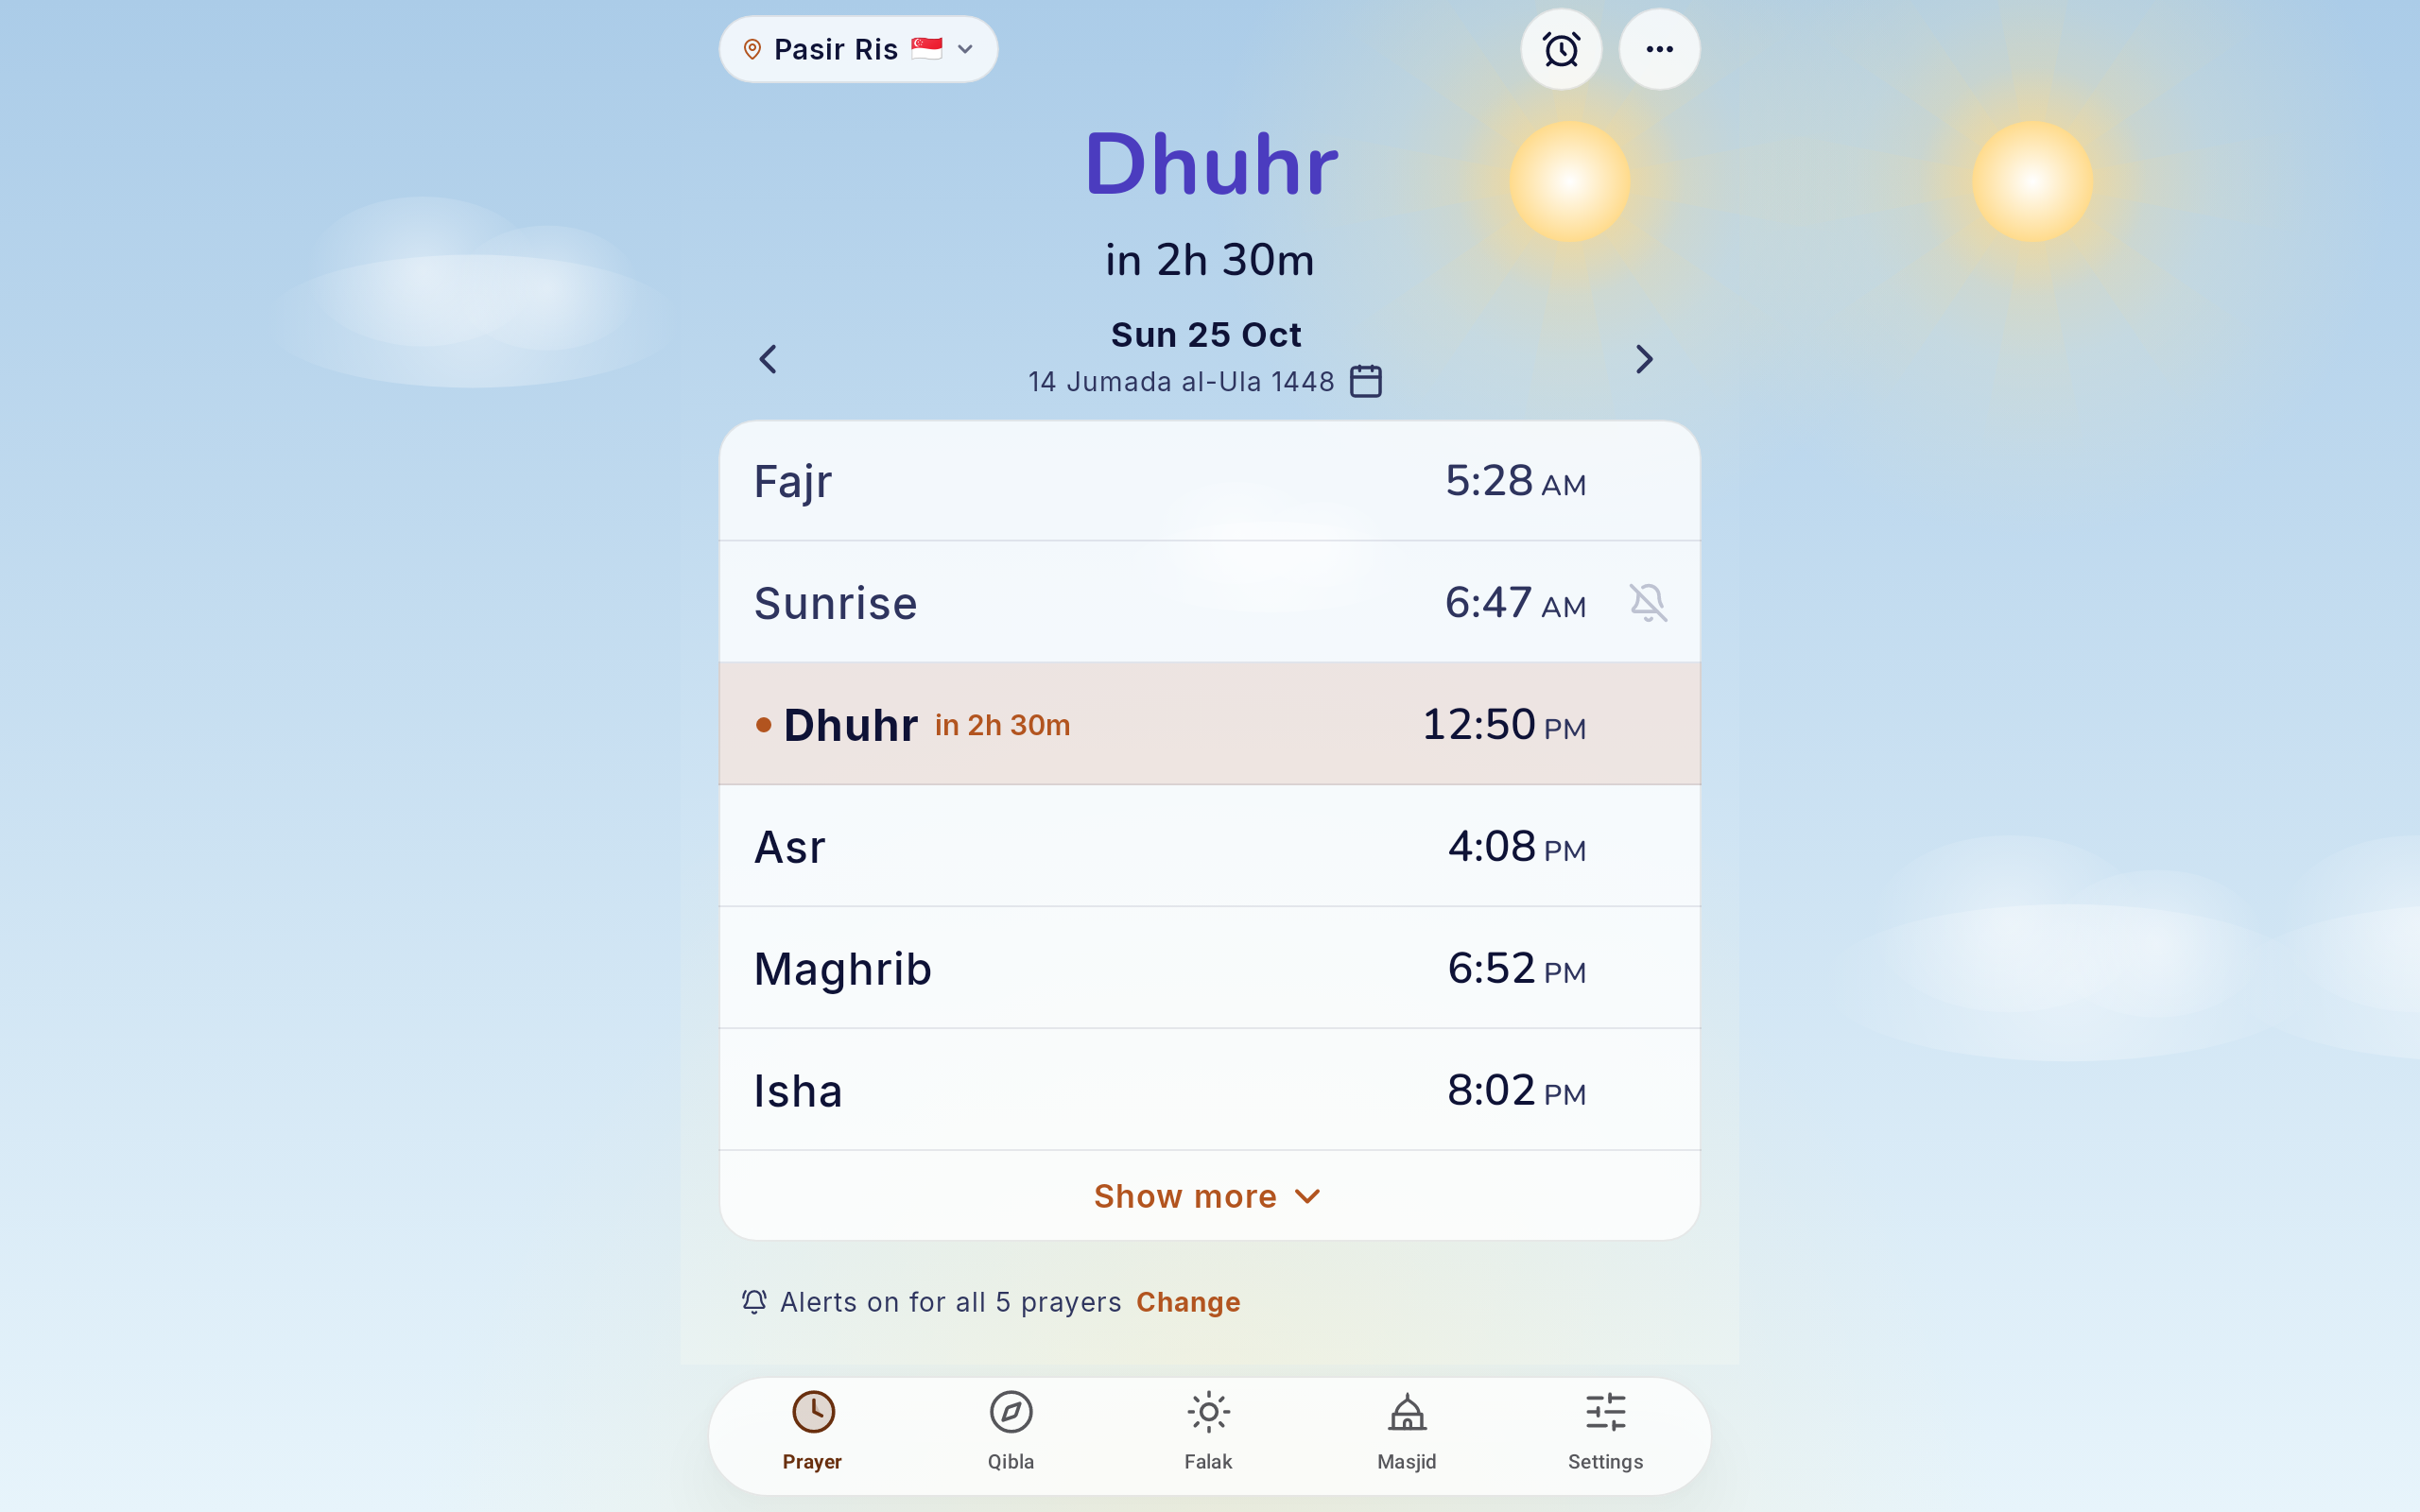 Pasir Ris 🇸🇬
Dhuhr
in 2h 30m
Sun 25 Oct
14 Jumada al-Ula 1448
Fajr 5:28 AM
Sunrise 6:47 AM
Dhuhr in 2h 30m 12:50 PM
Asr 4:08 PM
Maghrib 6:52 PM
Isha 8:02 PM
Show more
Alerts on for all 5 prayers Change
Prayer Qibla Falak Masjid Settings